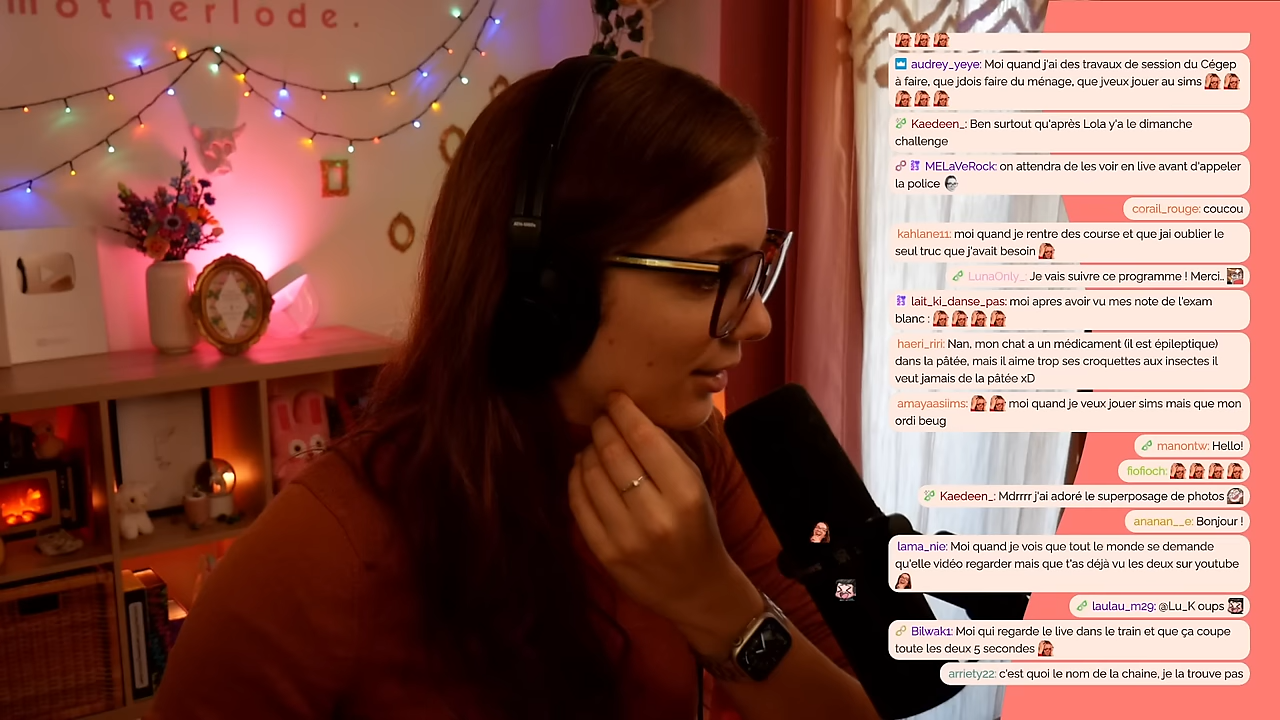 motherlode.
audrey_yeye: Moi quand j'ai des travaux de session du Cégep
à faire, que jdois faire du ménage, que jveux jouer au sims
Kaedeen_: Ben surtout qu'après Lola y'a le dimanche
challenge
MELaVeRock: on attendra de les voir en live avant d'appeler
la police
corail_rouge: coucou
kahlane11: moi quand je rentre des course et que jai oublier le
seul truc que j'avait besoin
LunaOnly_: Je vais suivre ce programme ! Merci..
lait_ki_danse_pas: moi apres avoir vu mes note de l'exam
blanc :
haeri_riri: Nan, mon chat a un médicament (il est épileptique)
dans la pâtée, mais il aime trop ses croquettes aux insectes il
veut jamais de la pâtée xD
amayaasiims: moi quand je veux jouer sims mais que mon
ordi beug
manontw: Hello!
fiofioch:
Kaedeen_: Mdrrrr j'ai adoré le superposage de photos
ananan__e: Bonjour !
lama_nie: Moi quand je vois que tout le monde se demande
qu'elle vidéo regarder mais que t'as déjà vu les deux sur youtube
laulau_m29: @Lu_K oups
Bilwak1: Moi qui regarde le live dans le train et que ça coupe
toute les deux 5 secondes
arriety22: c'est quoi le nom de la chaine, je la trouve pas